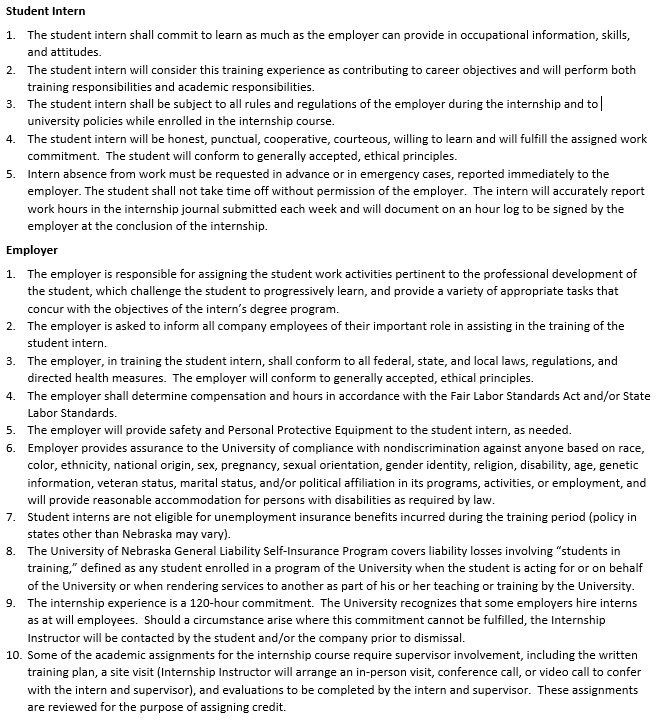 Student Intern
1. The student intern shall commit to learn as much as the employer can provide in occupational information, skills,
and attitudes.
2. The student intern will consider this training experience as contributing to career objectives and will perform both
training responsibilities and academic responsibilities.
3. The student intern shall be subject to all rules and regulations of the employer during the internship and to
university policies while enrolled in the internship course.
4. The student intern will be honest, punctual, cooperative, courteous, willing to learn and will fulfill the assigned work
commitment. The student will conform to generally accepted, ethical principles.
5. Intern absence from work must be requested in advance or in emergency cases, reported immediately to the
employer. The student shall not take time off without permission of the employer. The intern will accurately report
work hours in the internship journal submitted each week and will document on an hour log to be signed by the
employer at the conclusion of the internship.
Employer
1. The employer is responsible for assigning the student work activities pertinent to the professional development of
the student, which challenge the student to progressively learn, and provide a variety of appropriate tasks that
concur with the objectives of the intern's degree program.
2. The employer is asked to inform all company employees of their important role in assisting in the training of the
student intern.
3. The employer, in training the student intern, shall conform to all federal, state, and local laws, regulations, and
directed health measures. The employer will conform to generally accepted, ethical principles.
4. The employer shall determine compensation and hours in accordance with the Fair Labor Standards Act and/or State
Labor Standards.
5. The employer will provide safety and Personal Protective Equipment to the student intern, as needed.
6. Employer provides assurance to the University of compliance with nondiscrimination against anyone based on race,
color, ethnicity, national origin, sex, pregnancy, sexual orientation, gender identity, religion, disability, age, genetic
information, veteran status, marital status, and/or political affiliation in its programs, activities, or employment, and
will provide reasonable accommodation for persons with disabilities as required by law.
7. Student interns are not eligible for unemployment insurance benefits incurred during the training period (policy in
states other than Nebraska may vary).
8. The University of Nebraska General Liability Self-Insurance Program covers liability losses involving "students in
training," defined as any student enrolled in a program of the University when the student is acting for or on behalf
of the University or when rendering services to another as part of his or her teaching or training by the University.
9. The internship experience is a 120-hour commitment. The University recognizes that some employers hire interns
as at will employees. Should a circumstance arise where this commitment cannot be fulfilled, the Internship
Instructor will be contacted by the student and/or the company prior to dismissal.
10. Some of the academic assignments for the internship course require supervisor involvement, including the written
training plan, a site visit (Internship Instructor will arrange an in-person visit, conference call, or video call to confer
with the intern and supervisor), and evaluations to be completed by the intern and supervisor. These assignments
are reviewed for the purpose of assigning credit.